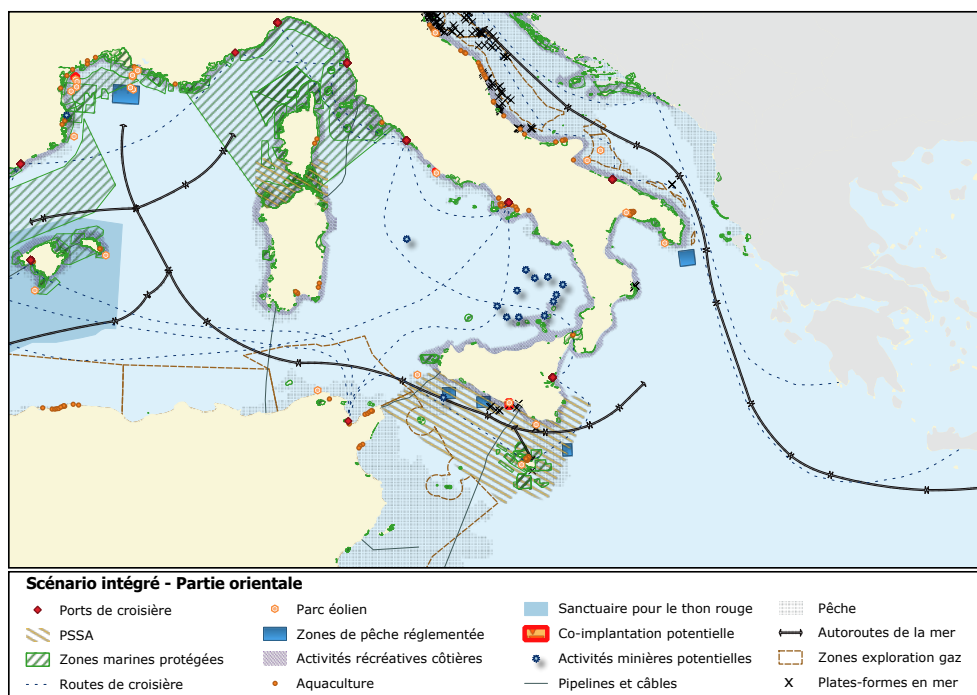 Scénario intégré - Partie orientale
Ports de croisière
Parc éolien
Sanctuaire pour le thon rouge
Pêche
PSSA
Zones de pêche réglementée
Co-implantation potentielle
Autoroutes de la mer
Zones marines protégées
Activités récréatives côtières
Activités minières potentielles
Zones exploration gaz
Routes de croisière
Aquaculture
Pipelines et câbles
Plates-formes en mer